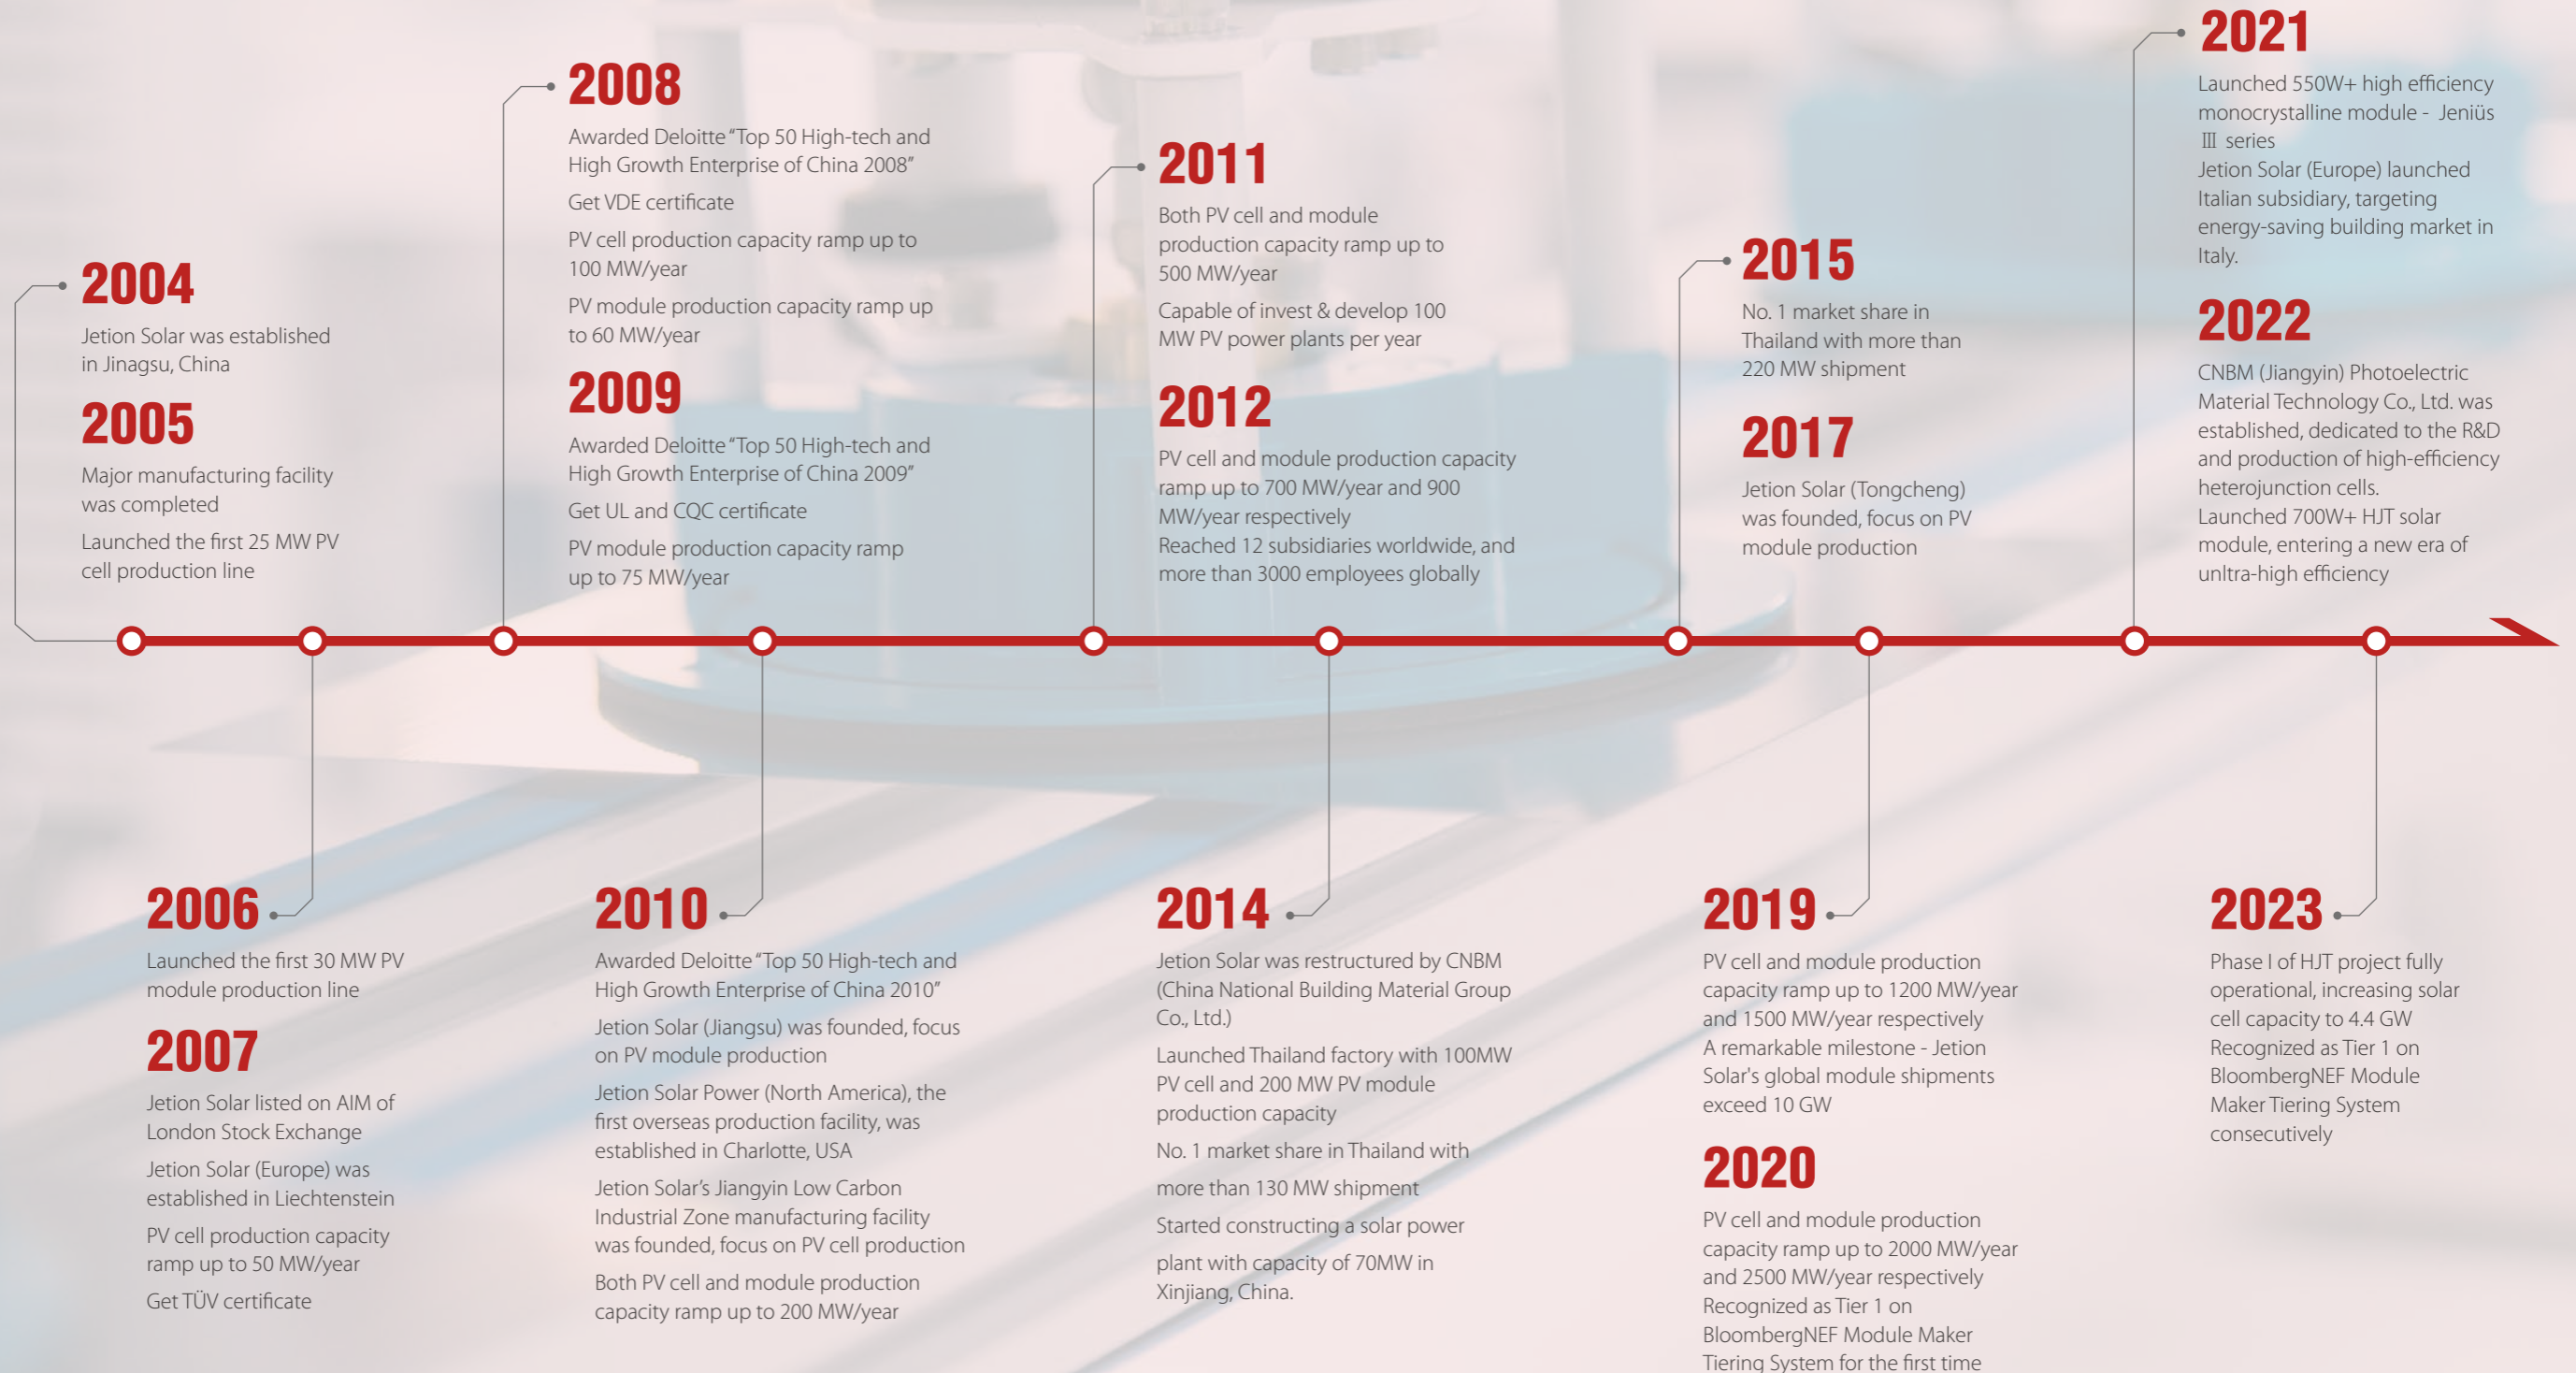 2004
Jetion Solar was established
in Jinagsu, China
2005
Major manufacturing facility
was completed
Launched the first 25 MW PV
cell production line
2006
Launched the first 30 MW PV
module production line
2007
Jetion Solar listed on AIM of
London Stock Exchange
Jetion Solar (Europe) was
established in Liechtenstein
PV cell production capacity
ramp up to 50 MW/year
Get TÜV certificate
2008
Awarded Deloitte “Top 50 High-tech and
High Growth Enterprise of China 2008”
Get VDE certificate
PV cell production capacity ramp up to
100 MW/year
PV module production capacity ramp up
to 60 MW/year
2009
Awarded Deloitte “Top 50 High-tech and
High Growth Enterprise of China 2009”
Get UL and CQC certificate
PV module production capacity ramp
up to 75 MW/year
2010
Awarded Deloitte “Top 50 High-tech and
High Growth Enterprise of China 2010”
Jetion Solar (Jiangsu) was founded, focus
on PV module production
Jetion Solar Power (North America), the
first overseas production facility, was
established in Charlotte, USA
Jetion Solar’s Jiangyin Low Carbon
Industrial Zone manufacturing facility
was founded, focus on PV cell production
Both PV cell and module production
capacity ramp up to 200 MW/year
2011
Both PV cell and module
production capacity ramp up to
500 MW/year
Capable of invest & develop 100
MW PV power plants per year
2012
PV cell and module production capacity
ramp up to 700 MW/year and 900
MW/year respectively
Reached 12 subsidiaries worldwide, and
more than 3000 employees globally
2014
Jetion Solar was restructured by CNBM
(China National Building Material Group
Co., Ltd.)
Launched Thailand factory with 100MW
PV cell and 200 MW PV module
production capacity
No. 1 market share in Thailand with
more than 130 MW shipment
Started constructing a solar power
plant with capacity of 70MW in
Xinjiang, China.
2015
No. 1 market share in
Thailand with more than
220 MW shipment
2017
Jetion Solar (Tongcheng)
was founded, focus on PV
module production
2019
PV cell and module production
capacity ramp up to 1200 MW/year
and 1500 MW/year respectively
A remarkable milestone - Jetion
Solar's global module shipments
exceed 10 GW
2020
PV cell and module production
capacity ramp up to 2000 MW/year
and 2500 MW/year respectively
Recognized as Tier 1 on
BloombergNEF Module Maker
Tiering System for the first time
2021
Launched 550W+ high efficiency
monocrystalline module - Jeniüs
Ⅲ series
Jetion Solar (Europe) launched
Italian subsidiary, targeting
energy-saving building market in
Italy.
2022
CNBM (Jiangyin) Photoelectric
Material Technology Co., Ltd. was
established, dedicated to the R&D
and production of high-efficiency
heterojunction cells.
Launched 700W+ HJT solar
module, entering a new era of
unltra-high efficiency
2023
Phase I of HJT project fully
operational, increasing solar
cell capacity to 4.4 GW
Recognized as Tier 1 on
BloombergNEF Module
Maker Tiering System
consecutively